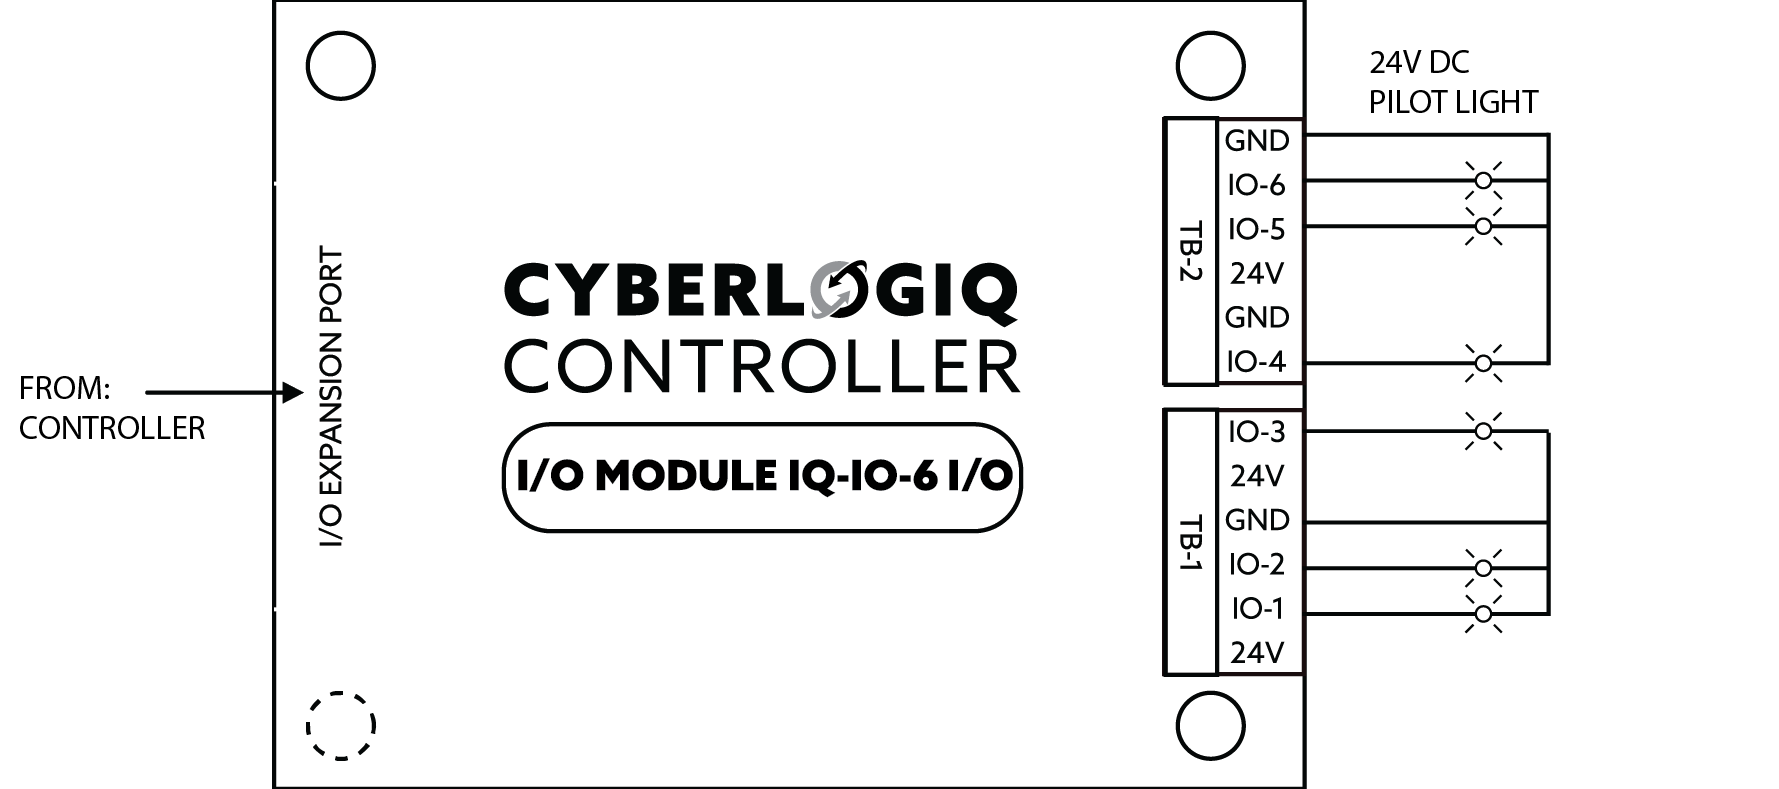 24V DC
PILOT LIGHT
GND
IO-6
IO-5
24V
GND
IO-4
TB-2
I/O EXPANSION PORT
CYBERLOGIQ
CONTROLLER
I/O MODULE IQ-IO-6 I/O
FROM:
CONTROLLER
IO-3
24V
GND
IO-2
IO-1
24V
TB-1